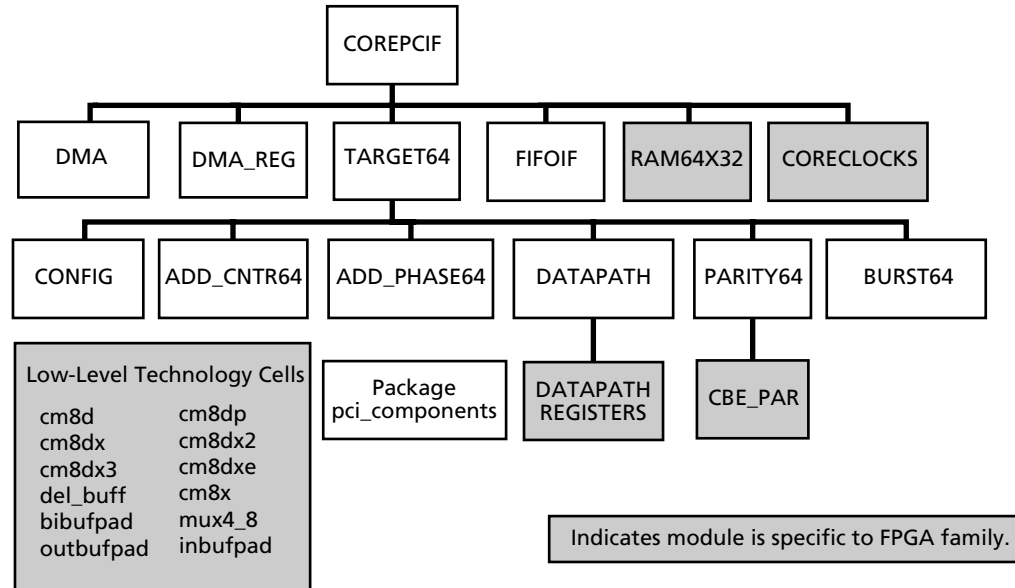 COREPCIF
DMA
DMA_REG
TARGET64
FIFOIF
RAM64X32
CORECLOCKS
CONFIG
ADD_CNTR64
ADD_PHASE64
DATAPATH
PARITY64
BURST64
Low-Level Technology Cells
cm8d
cm8dx
cm8dx3
del_buff
bibufpad
outbufpad
cm8dp
cm8dx2
cm8dxe
cm8x
mux4_8
inbufpad
Package
pci_components
DATAPATH
REGISTERS
CBE_PAR
Indicates module is specific to FPGA family.